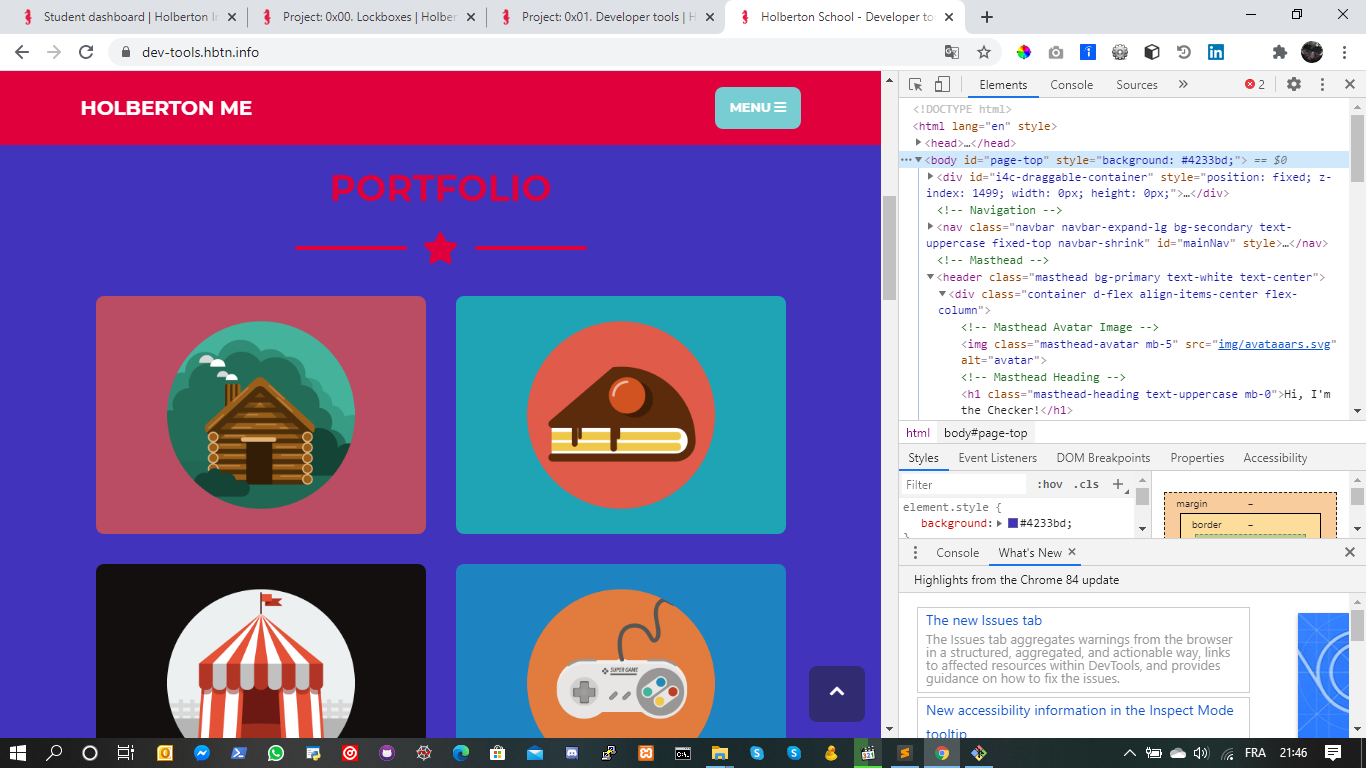 Student dashboard | Holberton In
Project: 0x00. Lockboxes | Holber
Project: 0x01. Developer tools | H
Holberton School - Developer to
dev-tools.hbtn.info
HOLBERTON ME
MENU
PORTFOLIO
SUPER GAME
Elements Console Sources » 2
<!DOCTYPE html>
<html lang="en" style>
<head>…</head>
<body id="page-top" style="background: #4233bd;"> == $0
<div id="i4c-draggable-container" style="position: fixed; z-
index: 1499; width: 0px; height: 0px;">…</div>
<!-- Navigation -->
<nav class="navbar navbar-expand-lg bg-secondary text-
uppercase fixed-top navbar-shrink" id="mainNav" style>…</nav>
<!-- Masthead -->
<header class="masthead bg-primary text-white text-center">
<div class="container d-flex align-items-center flex-
column">
<!-- Masthead Avatar Image -->
<img class="masthead-avatar mb-5" src="img/avataaars.svg"
alt="avatar">
<!-- Masthead Heading -->
<h1 class="masthead-heading text-uppercase mb-0">Hi, I'm
the Checker!</h1>
html body#page-top
Styles Event Listeners DOM Breakpoints Properties Accessibility
Filter :hov .cls +
element.style {
background: #4233bd;
}
margin –
border –
Console What's New
Highlights from the Chrome 84 update
The new Issues tab
The Issues tab aggregates warnings from the browser
in a structured, aggregated, and actionable way, links
to affected resources within DevTools, and provides
guidance on how to fix the issues.
New accessibility information in the Inspect Mode
tooltip
FRA 21:46